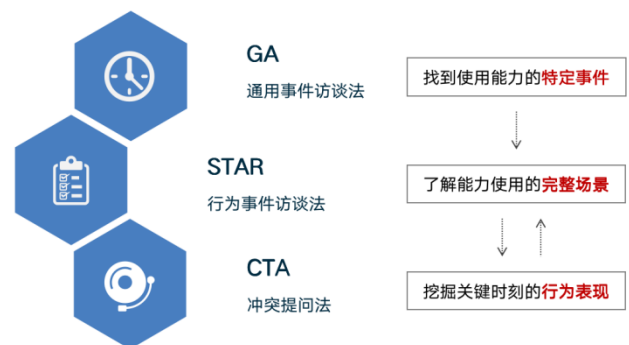 GA
通用事件访谈法
找到使用能力的特定事件
STAR
行为事件访谈法
了解能力使用的完整场景
CTA
冲突提问法
挖掘关键时刻的行为表现